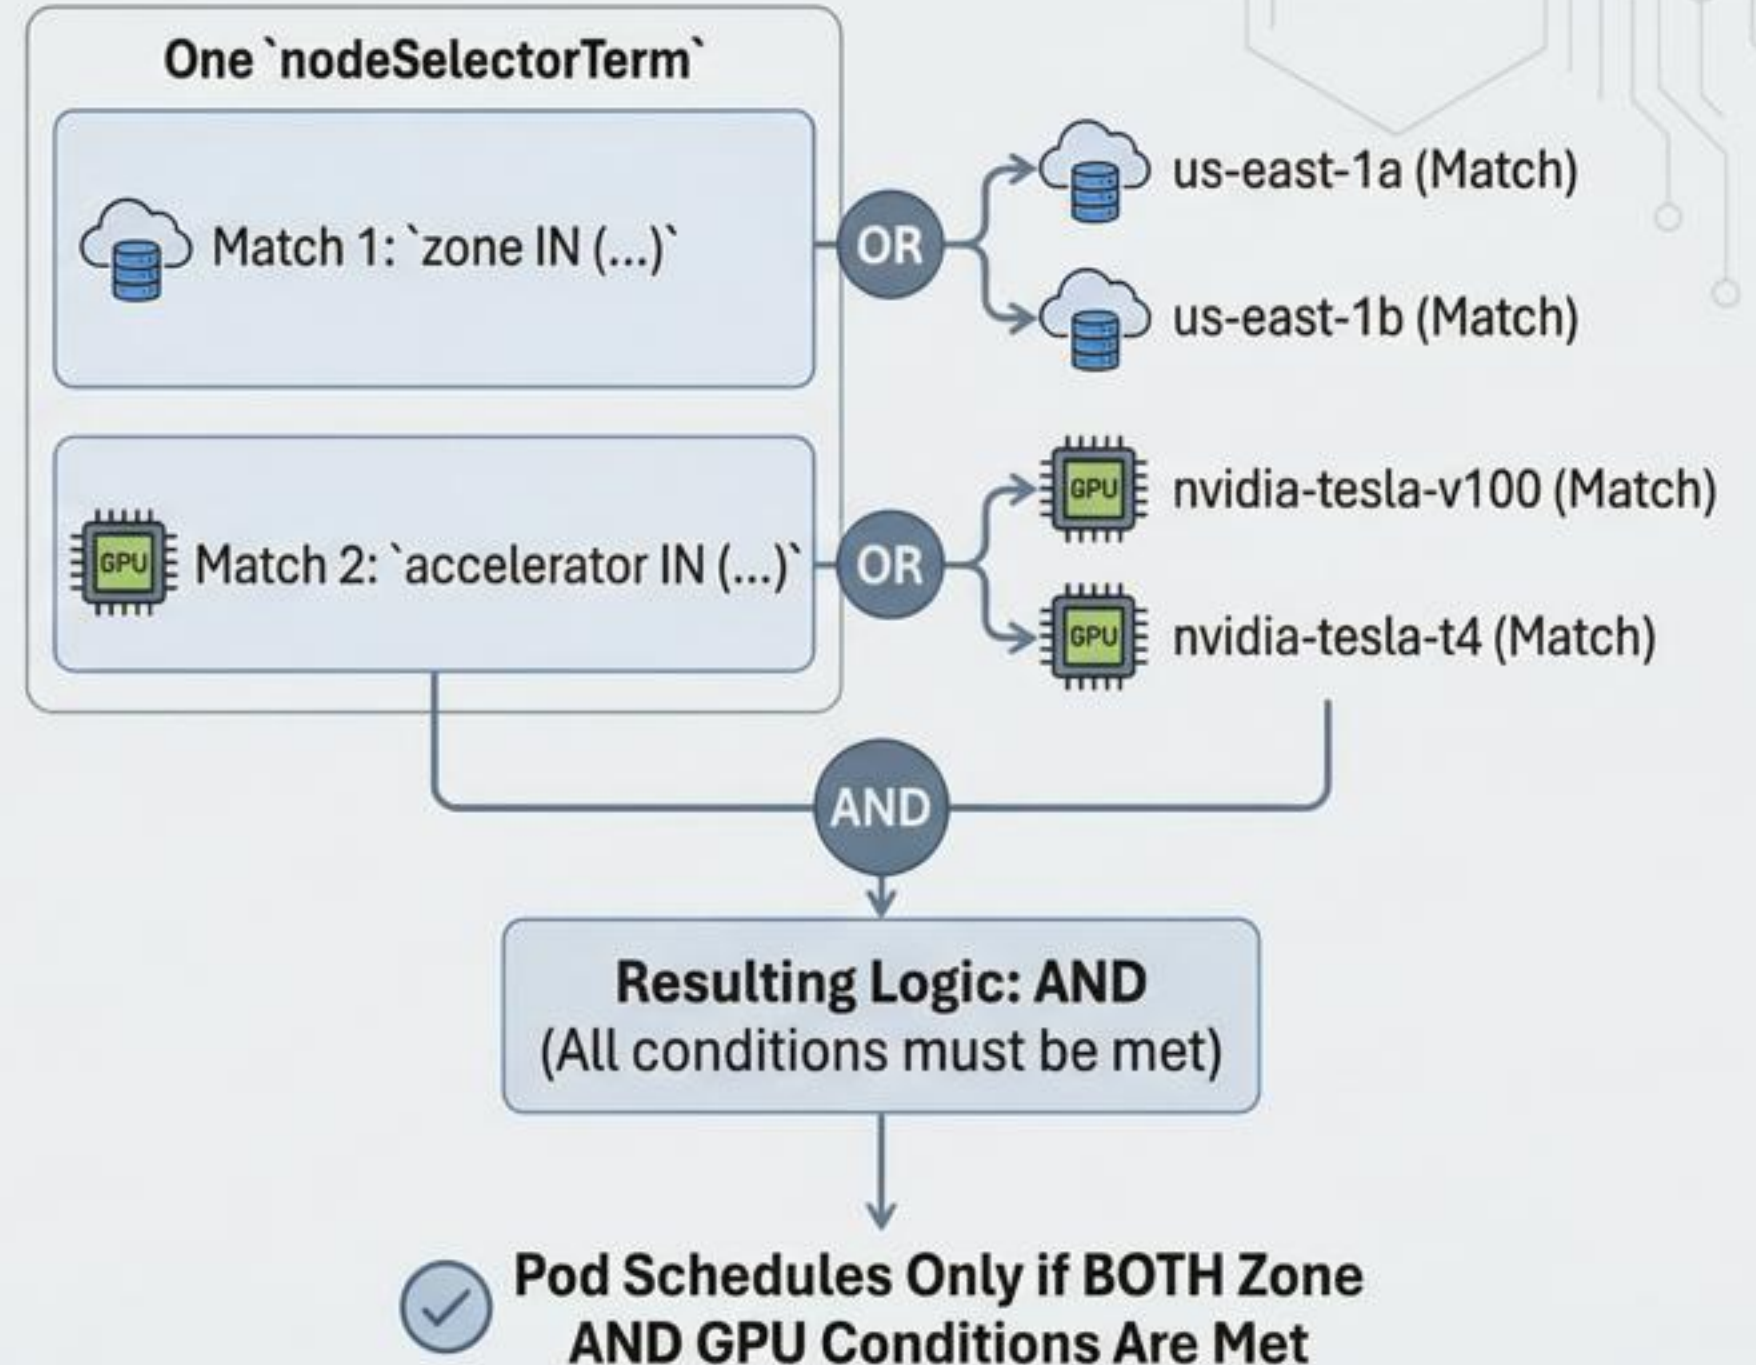 One `nodeSelectorTerm`
Match 1: `zone IN (...)`
OR
us-east-1a (Match)
us-east-1b (Match)
GPU
Match 2: `accelerator IN (...)`
OR
GPU
nvidia-tesla-v100 (Match)
GPU
nvidia-tesla-t4 (Match)
AND
Resulting Logic: AND
(All conditions must be met)
Pod Schedules Only if BOTH Zone
AND GPU Conditions Are Met